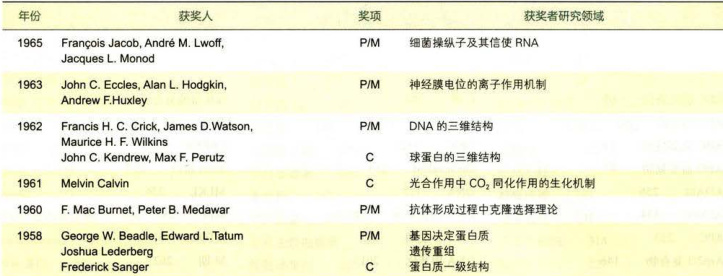 年份 获奖人 奖项 获奖者研究领域
1965 François Jacob, André M. Lwoff, P/M 细菌操纵子及其信使 RNA
Jacques L. Monod
1963 John C. Eccles, Alan L. Hodgkin, P/M 神经膜电位的离子作用机制
Andrew F.Huxley
1962 Francis H. C. Crick, James D.Watson, P/M DNA 的三维结构
Maurice H. F. Wilkins
John C. Kendrew, Max F. Perutz C 球蛋白的三维结构
1961 Melvin Calvin C 光合作用中 CO₂ 同化作用的生化机制
1960 F. Mac Burnet, Peter B. Medawar P/M 抗体形成过程中克隆选择理论
1958 George W. Beadle, Edward L.Tatum P/M 基因决定蛋白质
Joshua Lederberg 遗传重组
Frederick Sanger C 蛋白质一级结构